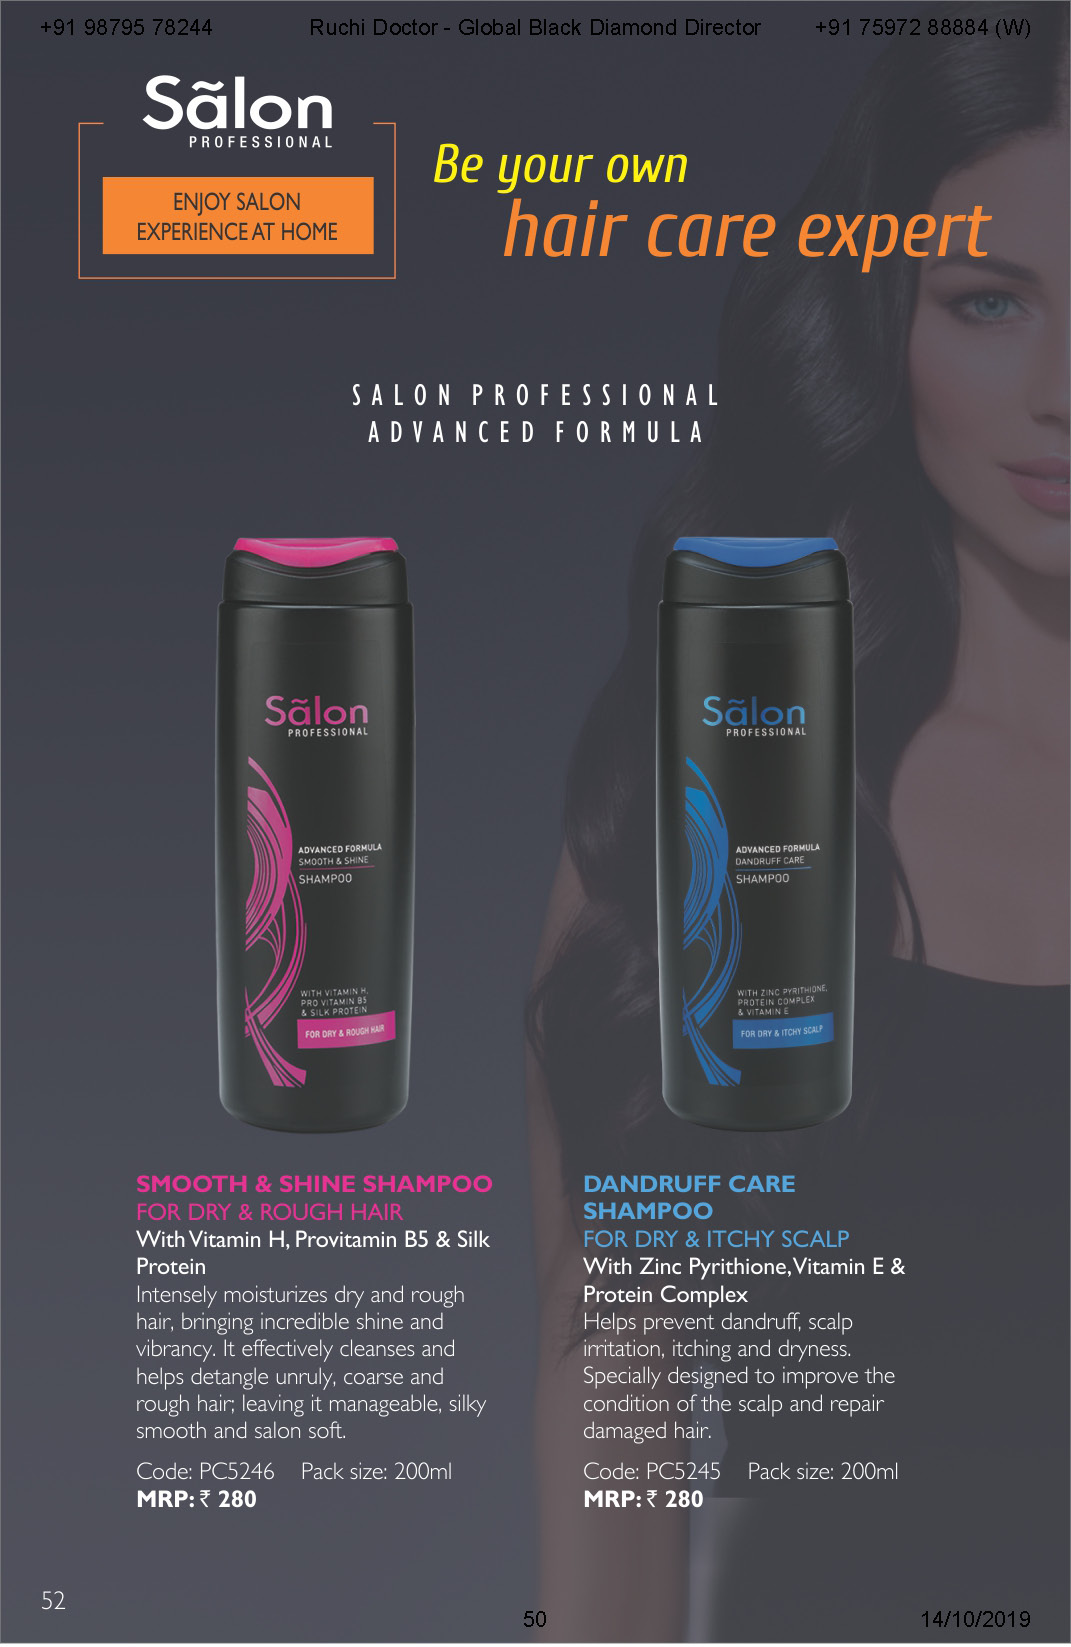 +91 98795 78244 Ruchi Doctor - Global Black Diamond Director +91 75972 88884 (W)
Sãlon
PROFESSIONAL
ENJOY SALON
EXPERIENCE AT HOME
Be your own
hair care expert
SALON PROFESSIONAL
ADVANCED FORMULA
Sãlon
PROFESSIONAL
ADVANCED FORMULA
SMOOTH & SHINE
SHAMPOO
WITH VITAMIN H,
PRO VITAMIN B5
& SILK PROTEIN
FOR DRY & ROUGH HAIR
Sãlon
PROFESSIONAL
ADVANCED FORMULA
DANDRUFF CARE
SHAMPOO
WITH ZINC PYRITHIONE,
PROTEIN COMPLEX
& VITAMIN E
FOR DRY & ITCHY SCALP
SMOOTH & SHINE SHAMPOO
FOR DRY & ROUGH HAIR
With Vitamin H, Provitamin B5 & Silk
Protein
Intensely moisturizes dry and rough
hair, bringing incredible shine and
vibrancy. It effectively cleanses and
helps detangle unruly, coarse and
rough hair; leaving it manageable, silky
smooth and salon soft.
Code: PC5246 Pack size: 200ml
MRP: ₹ 280
DANDRUFF CARE
SHAMPOO
FOR DRY & ITCHY SCALP
With Zinc Pyrithione, Vitamin E &
Protein Complex
Helps prevent dandruff, scalp
irritation, itching and dryness.
Specially designed to improve the
condition of the scalp and repair
damaged hair.
Code: PC5245 Pack size: 200ml
MRP: ₹ 280
52
50 14/10/2019